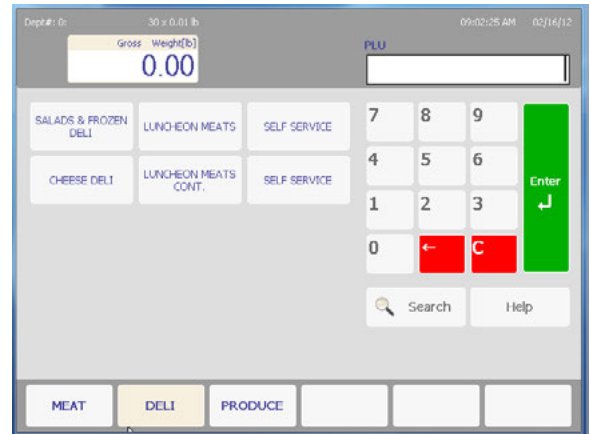 Dept#: 0: 30 x 0.01 lb 09:02:25 AM 02/16/12
Gross Weight[lb]
0.00
PLU
SALADS & FROZEN
DELI
LUNCHEON MEATS
SELF SERVICE
CHEESE DELI
LUNCHEON MEATS
CONT.
SELF SERVICE
7 8 9
4 5 6
Enter
1 2 3
0 ← C
Search
Help
MEAT
DELI
PRODUCE